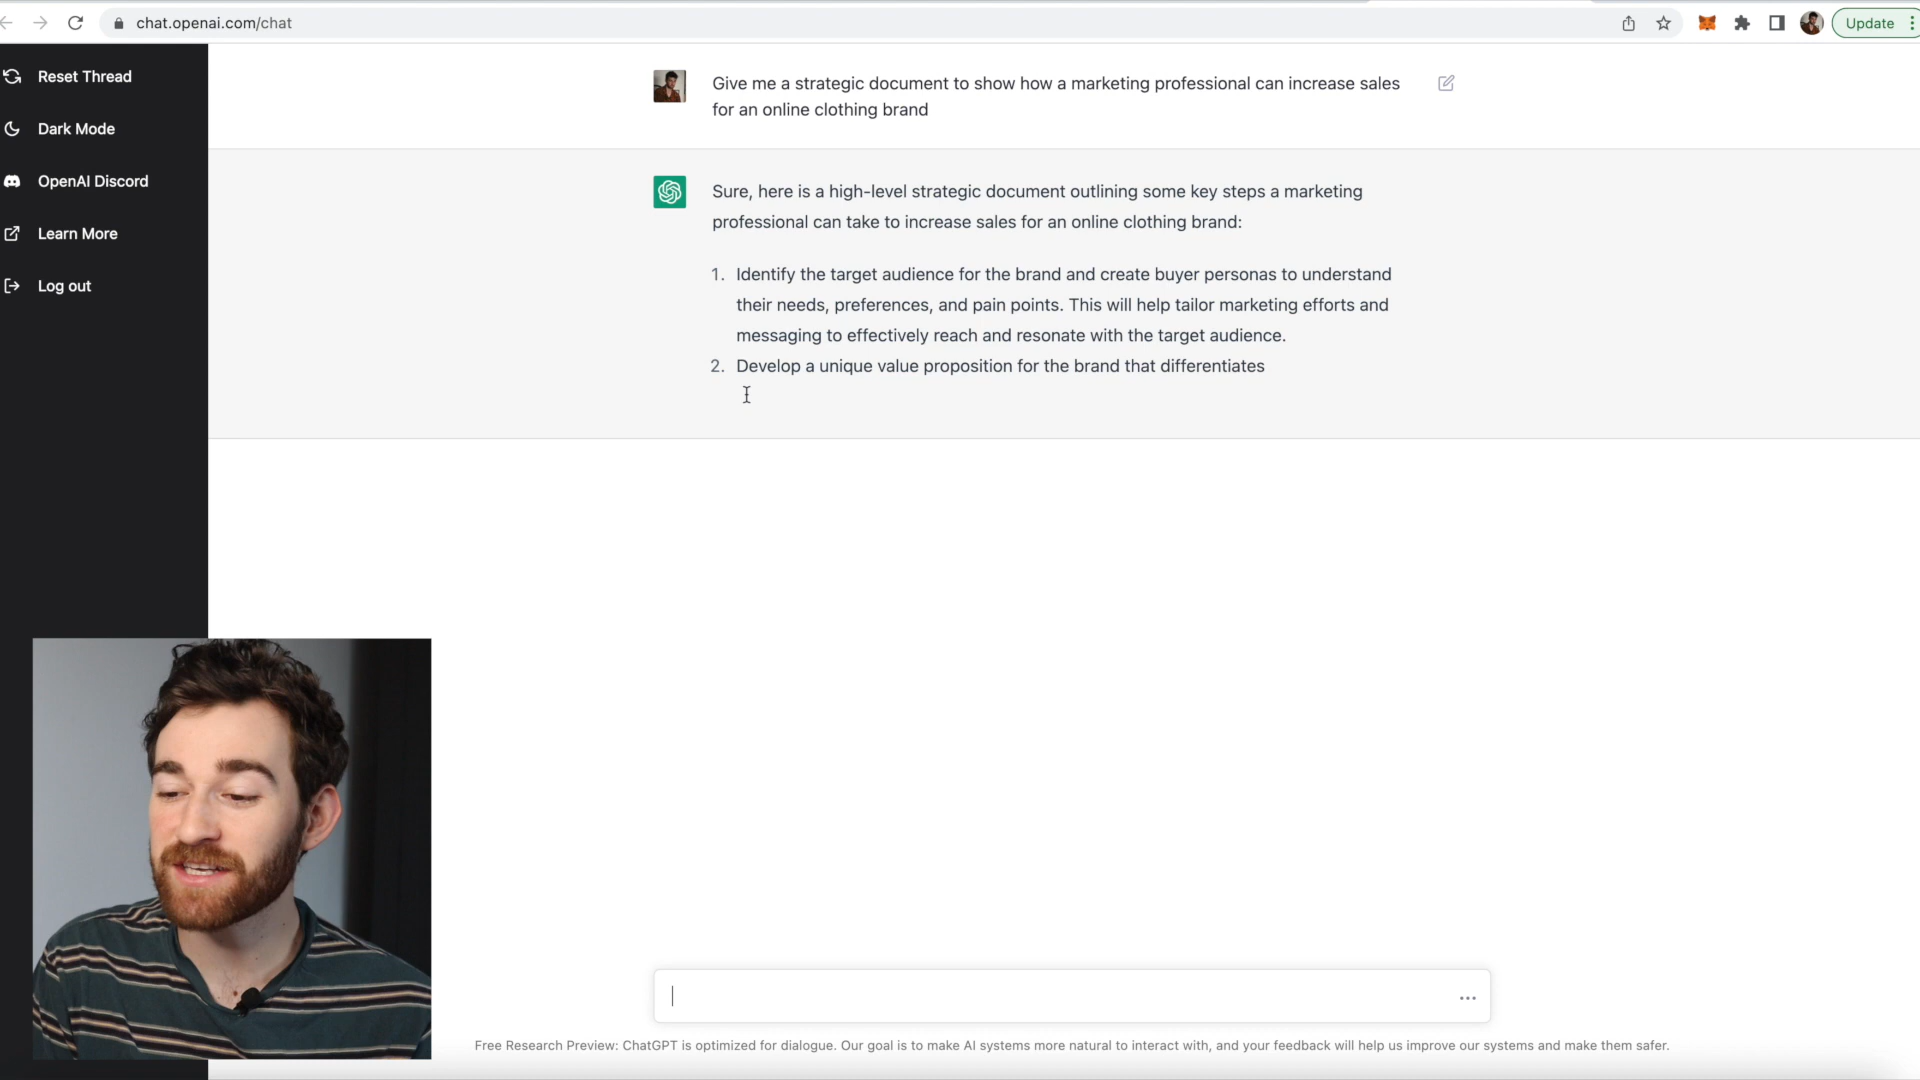 chat.openai.com/chat
Update
Reset Thread
Dark Mode
OpenAI Discord
Learn More
Log out
Give me a strategic document to show how a marketing professional can increase sales
for an online clothing brand
Sure, here is a high-level strategic document outlining some key steps a marketing
professional can take to increase sales for an online clothing brand:
1. Identify the target audience for the brand and create buyer personas to understand
their needs, preferences, and pain points. This will help tailor marketing efforts and
messaging to effectively reach and resonate with the target audience.
2. Develop a unique value proposition for the brand that differentiates
Free Research Preview: ChatGPT is optimized for dialogue. Our goal is to make AI systems more natural to interact with, and your feedback will help us improve our systems and make them safer.